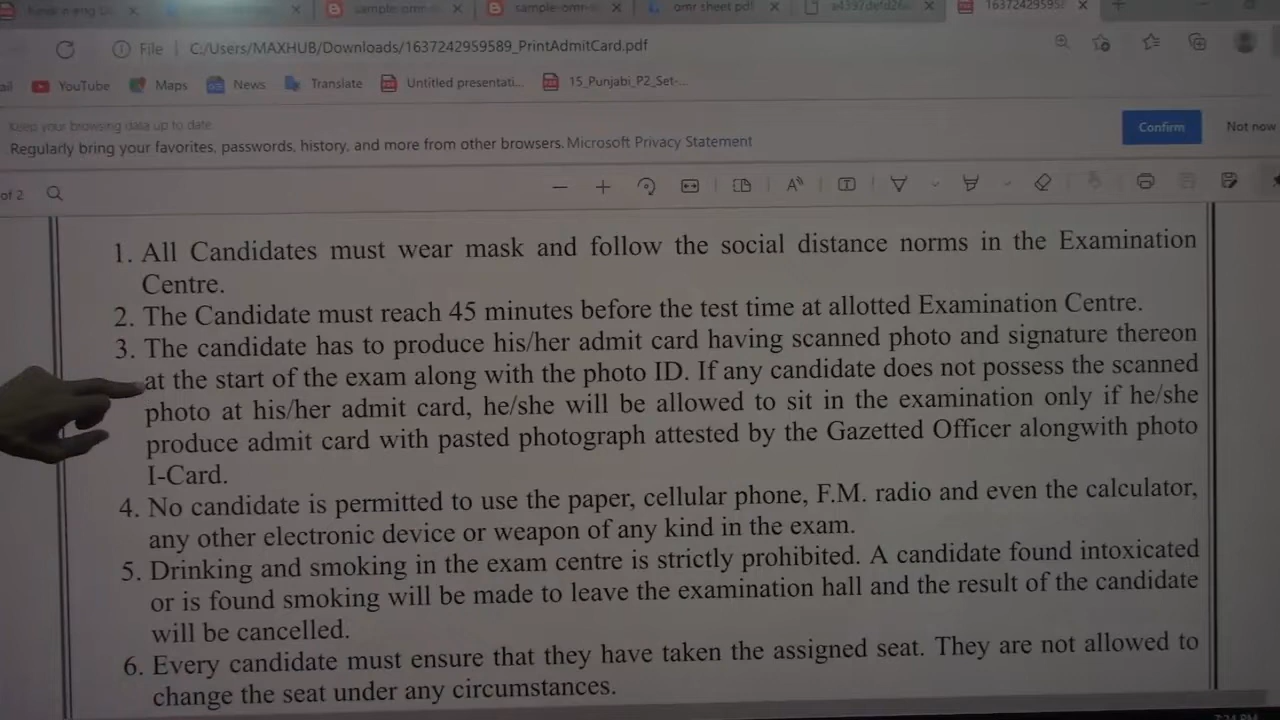 sample omr
sample-omr-s
omr sheet pdf
a4397defd26
163724295958
File | C:/Users/MAXHUB/Downloads/1637242959589_PrintAdmitCard.pdf
ail YouTube Maps News Translate Untitled presentati... 15_Punjabi_P2_Set-...
Keep your browsing data up to date
Regularly bring your favorites, passwords, history, and more from other browsers. Microsoft Privacy Statement
Confirm Not now
of 2
1. All Candidates must wear mask and follow the social distance norms in the Examination
Centre.
2. The Candidate must reach 45 minutes before the test time at allotted Examination Centre.
3. The candidate has to produce his/her admit card having scanned photo and signature thereon
at the start of the exam along with the photo ID. If any candidate does not possess the scanned
photo at his/her admit card, he/she will be allowed to sit in the examination only if he/she
produce admit card with pasted photograph attested by the Gazetted Officer alongwith photo
I-Card.
4. No candidate is permitted to use the paper, cellular phone, F.M. radio and even the calculator,
any other electronic device or weapon of any kind in the exam.
5. Drinking and smoking in the exam centre is strictly prohibited. A candidate found intoxicated
or is found smoking will be made to leave the examination hall and the result of the candidate
will be cancelled.
6. Every candidate must ensure that they have taken the assigned seat. They are not allowed to
change the seat under any circumstances.